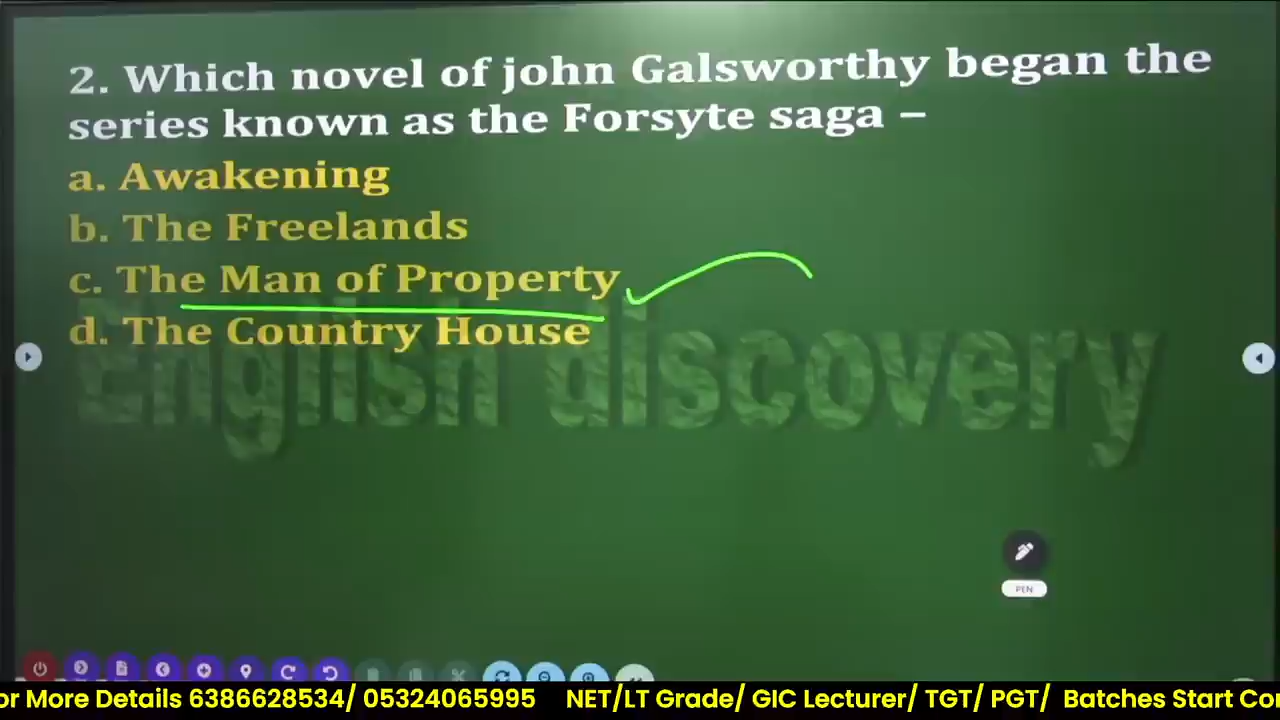 2. Which novel of john Galsworthy began the
series known as the Forsyte saga –
a. Awakening
b. The Freelands
c. The Man of Property
d. The Country House
English discovery
PEN
or More Details 6386628534/ 05324065995 NET/LT Grade/ GIC Lecturer/ TGT/ PGT/ Batches Start Co